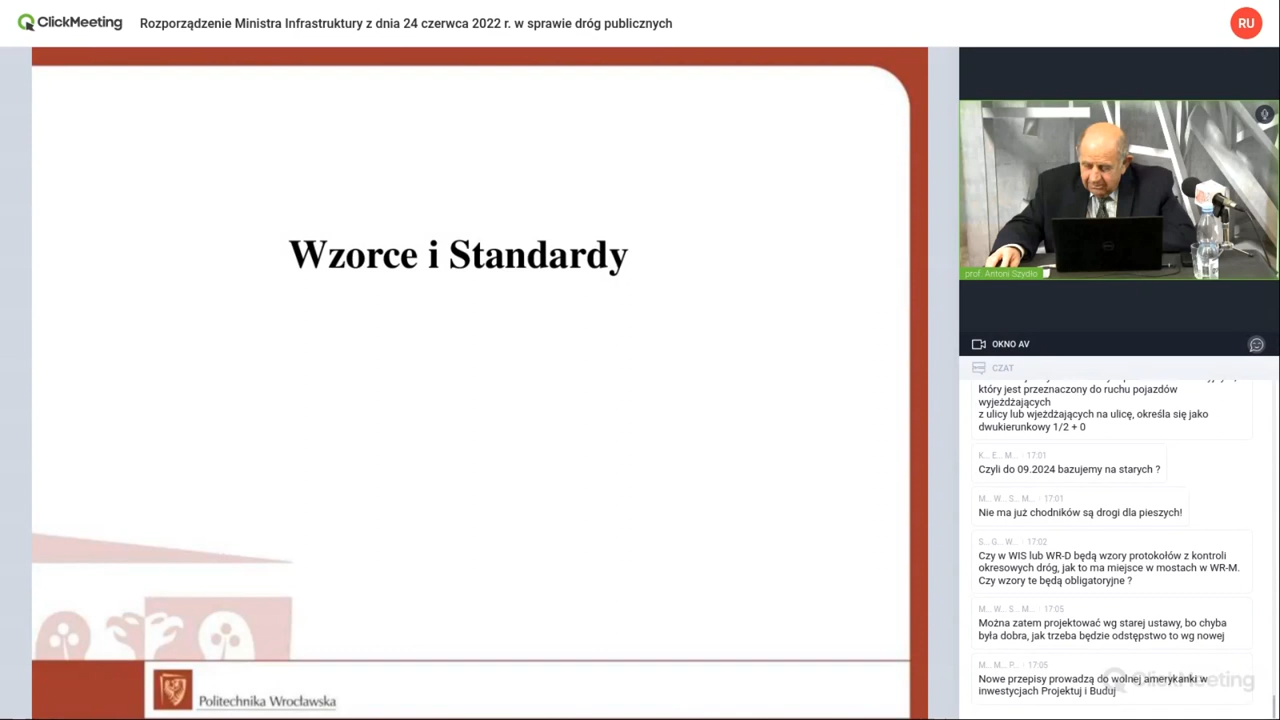 ClickMeeting
Rozporządzenie Ministra Infrastruktury z dnia 24 czerwca 2022 r. w sprawie dróg publicznych
RU
Wzorce i Standardy
Politechnika Wrocławska
prof. Antoni Szydło
OKNO AV
CZAT
który jest przeznaczony do ruchu pojazdów
wyjeżdżających
z ulicy lub wjeżdżających na ulicę, określa się jako
dwukierunkowy 1/2 + 0
K... E... M... 17:01
Czyli do 09.2024 bazujemy na starych ?
M... W... S... M... 17:01
Nie ma już chodników są drogi dla pieszych!
S... G... W... 17:02
Czy w WIS lub WR-D będą wzory protokołów z kontroli
okresowych dróg, jak to ma miejsce w mostach w WR-M.
Czy wzory te będą obligatoryjne ?
M... W... S... M... 17:05
Można zatem projektować wg starej ustawy, bo chyba
była dobra, jak trzeba będzie odstępstwo to wg nowej
M... M... P... 17:05
Nowe przepisy prowadzą do wolnej amerykanki w
inwestycjach Projektuj i Buduj
ClickMeeting